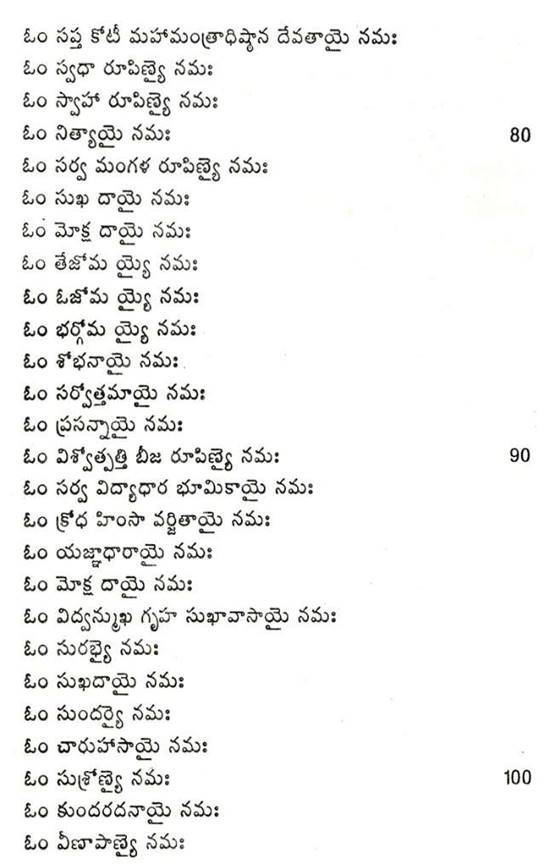 ఓం సప్త కోటీ మహామంత్రాధిష్ఠాన దేవతాయై నమః
ఓం స్వధా రూపిణ్యై నమః
ఓం స్వాహా రూపిణ్యై నమః
ఓం నిత్యాయై నమః 80
ఓం సర్వ మంగళ రూపిణ్యై నమః
ఓం సుఖ దాయై నమః
ఓం మోక్ష దాయై నమః
ఓం తేజోమ య్యై నమః
ఓం ఓజోమ య్యై నమః
ఓం భర్గోమ య్యై నమః
ఓం శోభనాయై నమః
ఓం సర్వోత్తమాయై నమః
ఓం ప్రసన్నాయై నమః
ఓం విశ్వోత్పత్తి బీజ రూపిణ్యై నమః 90
ఓం సర్వ విద్యాధార భూమికాయై నమః
ఓం క్రోధ హింసా వర్జితాయై నమః
ఓం యజ్ఞాధారాయై నమః
ఓం మోక్ష దాయై నమః
ఓం విద్వన్ముఖ గృహ సుఖావాసాయై నమః
ఓం సురభ్యై నమః
ఓం సుఖదాయై నమః
ఓం సుందర్యై నమః
ఓం చారుహాసాయై నమః
ఓం సుశ్రోణ్యై నమః 100
ఓం కుందరదనాయై నమః
ఓం వీణాపాణ్యై నమః